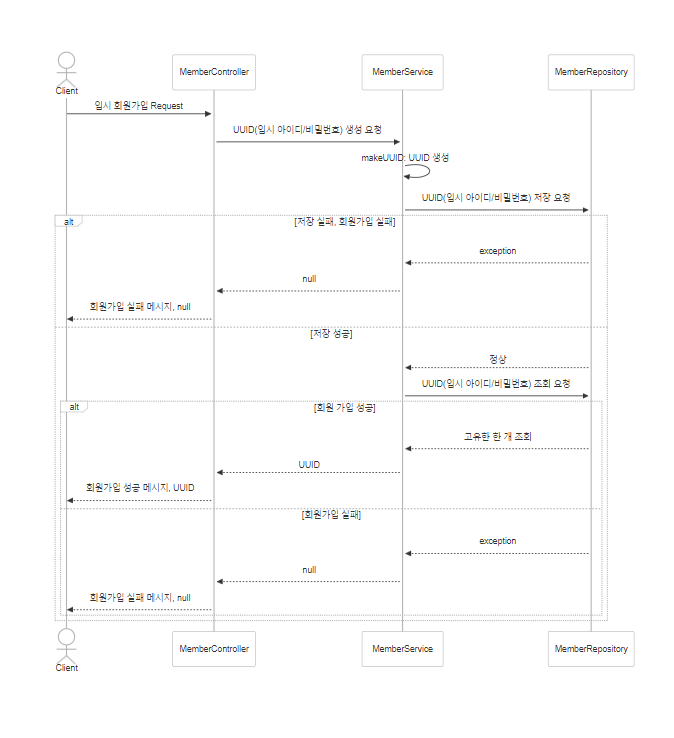 Client
MemberController
MemberService
MemberRepository
임시 회원가입 Request
UUID(임시 아이디/비밀번호) 생성 요청
makeUUID: UUID 생성
UUID(임시 아이디/비밀번호) 저장 요청
alt
[저장 실패, 회원가입 실패]
exception
null
회원가입 실패 메시지, null
[저장 성공]
정상
UUID(임시 아이디/비밀번호) 조회 요청
alt
[회원 가입 성공]
고유한 한 개 조회
UUID
회원가입 성공 메시지, UUID
[회원가입 실패]
exception
null
회원가입 실패 메시지, null
Client
MemberController
MemberService
MemberRepository